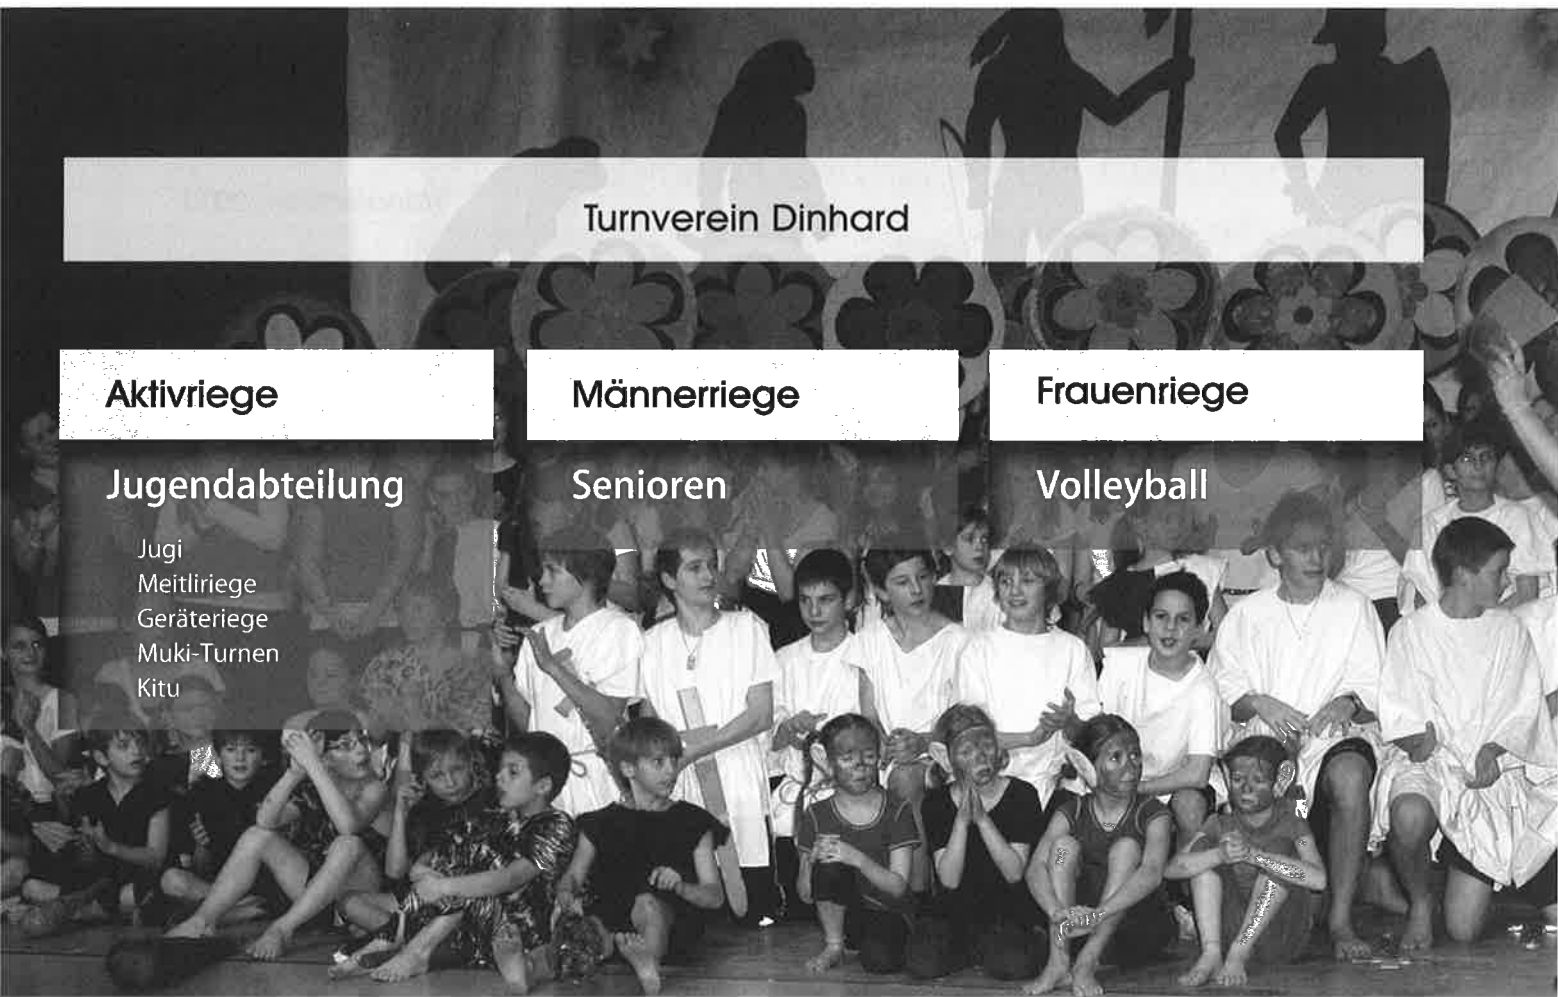 Turnverein Dinhard
Aktivriege
Jugendabteilung
Jugi
Meitliriege
Geräteriege
Muki-Turnen
Kitu
Männerriege
Senioren
Frauenriege
Volleyball